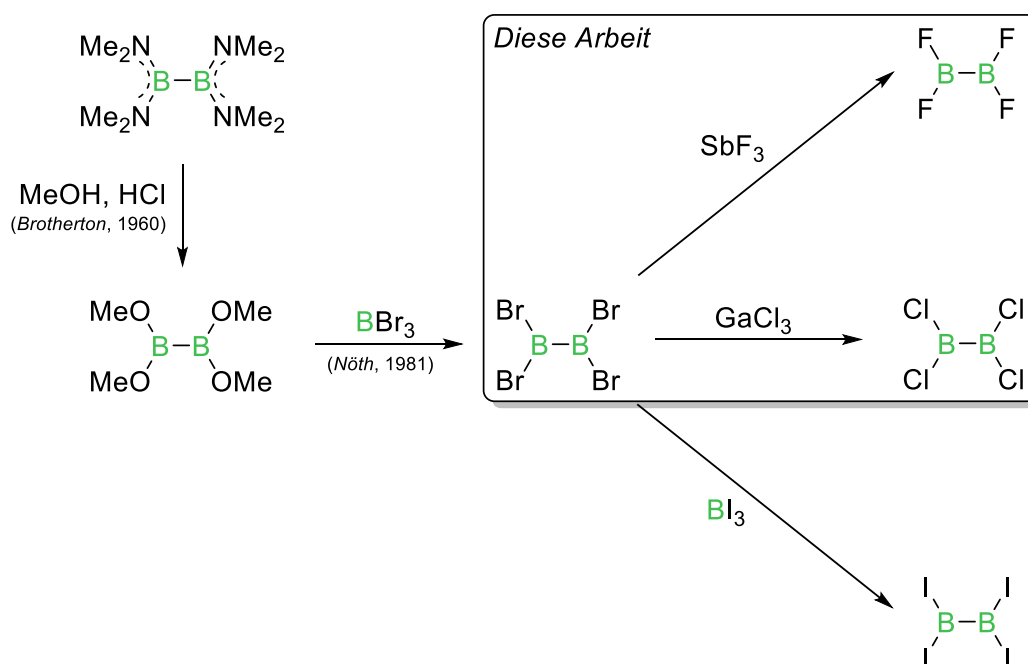 Diese Arbeit
Me₂N NMe₂
B B
Me₂N NMe₂
F F
B B
F F
SbF₃
MeOH, HCl
(Brotherton, 1960)
MeO OMe
B B
MeO OMe
BBr₃
(Nöth, 1981)
Br Br
B B
Br Br
GaCl₃
Cl Cl
B B
Cl Cl
BI₃
I I
B B
I I